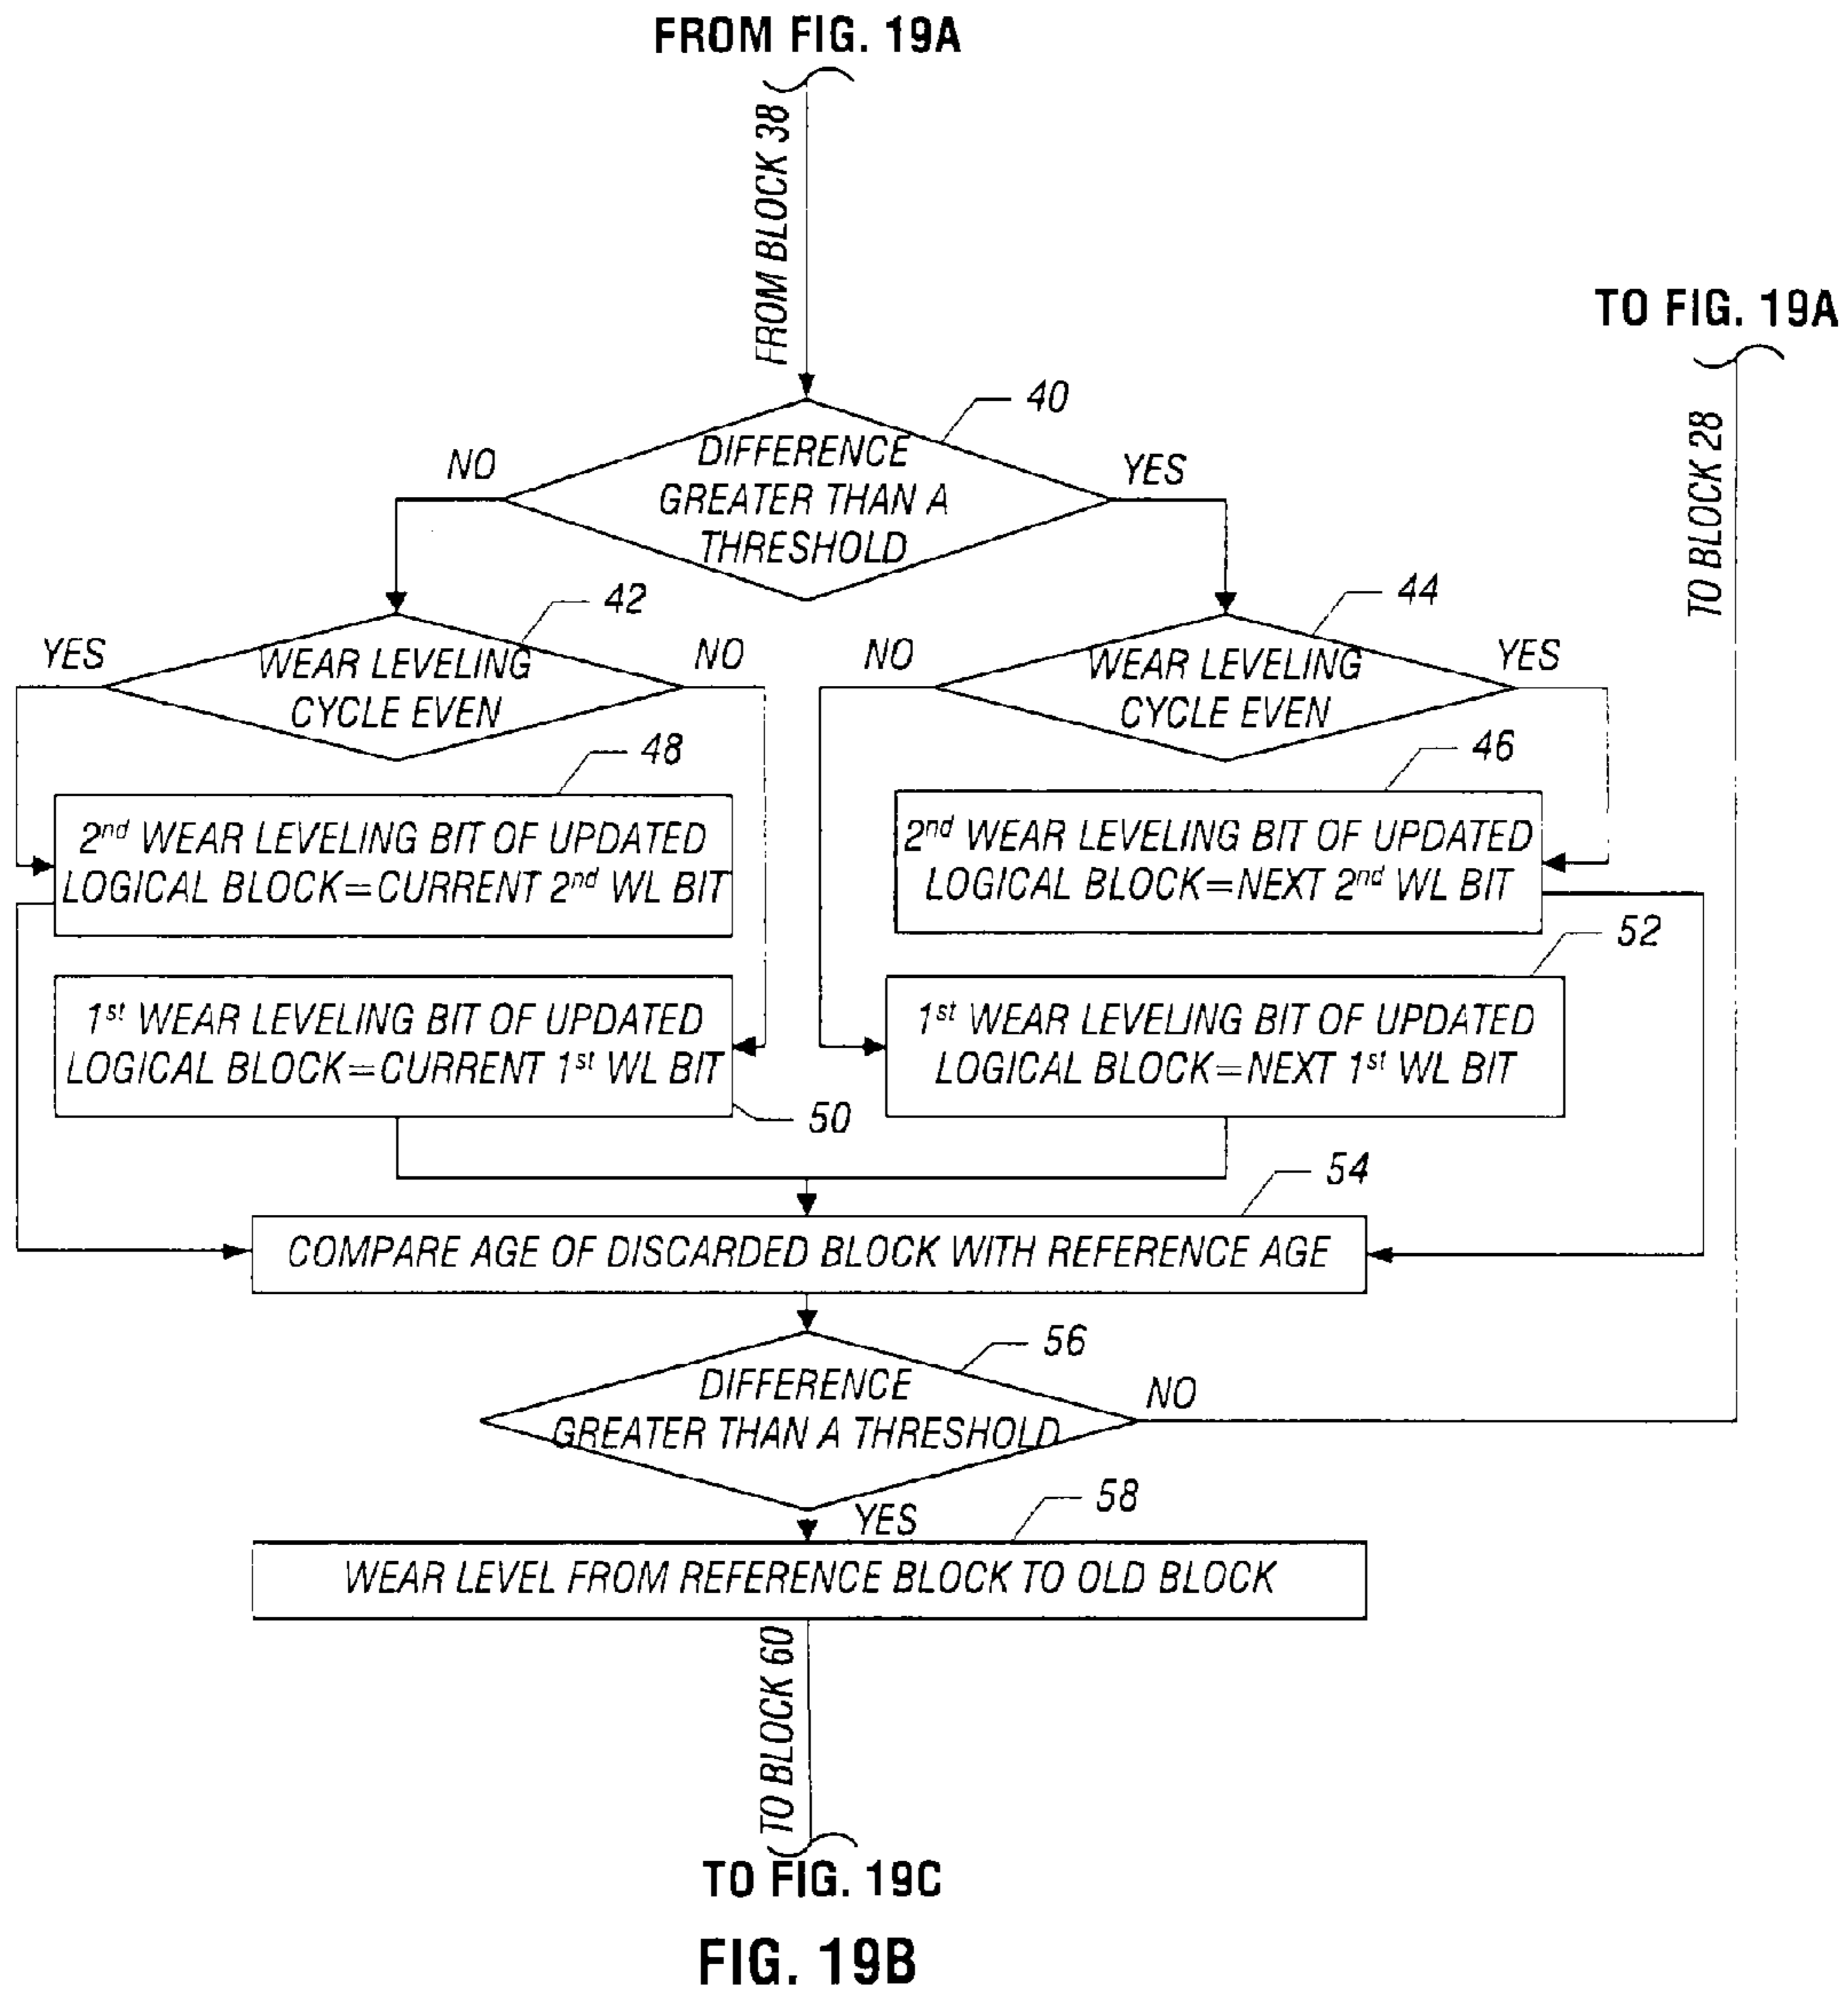 FROM FIG. 19A
FROM BLOCK 38
TO FIG. 19A
TO BLOCK 28
40
DIFFERENCE
GREATER THAN A
THRESHOLD
NO
YES
42
44
YES
WEAR LEVELING
CYCLE EVEN
NO
NO
WEAR LEVELING
CYCLE EVEN
YES
48
46
2nd WEAR LEVELING BIT OF UPDATED
LOGICAL BLOCK=CURRENT 2nd WL BIT
2nd WEAR LEVELING BIT OF UPDATED
LOGICAL BLOCK=NEXT 2nd WL BIT
52
1st WEAR LEVELING BIT OF UPDATED
LOGICAL BLOCK=CURRENT 1st WL BIT
1st WEAR LEVELING BIT OF UPDATED
LOGICAL BLOCK=NEXT 1st WL BIT
50
54
COMPARE AGE OF DISCARDED BLOCK WITH REFERENCE AGE
56
DIFFERENCE
GREATER THAN A THRESHOLD
NO
YES
58
WEAR LEVEL FROM REFERENCE BLOCK TO OLD BLOCK
TO BLOCK 60
TO FIG. 19C
FIG. 19B